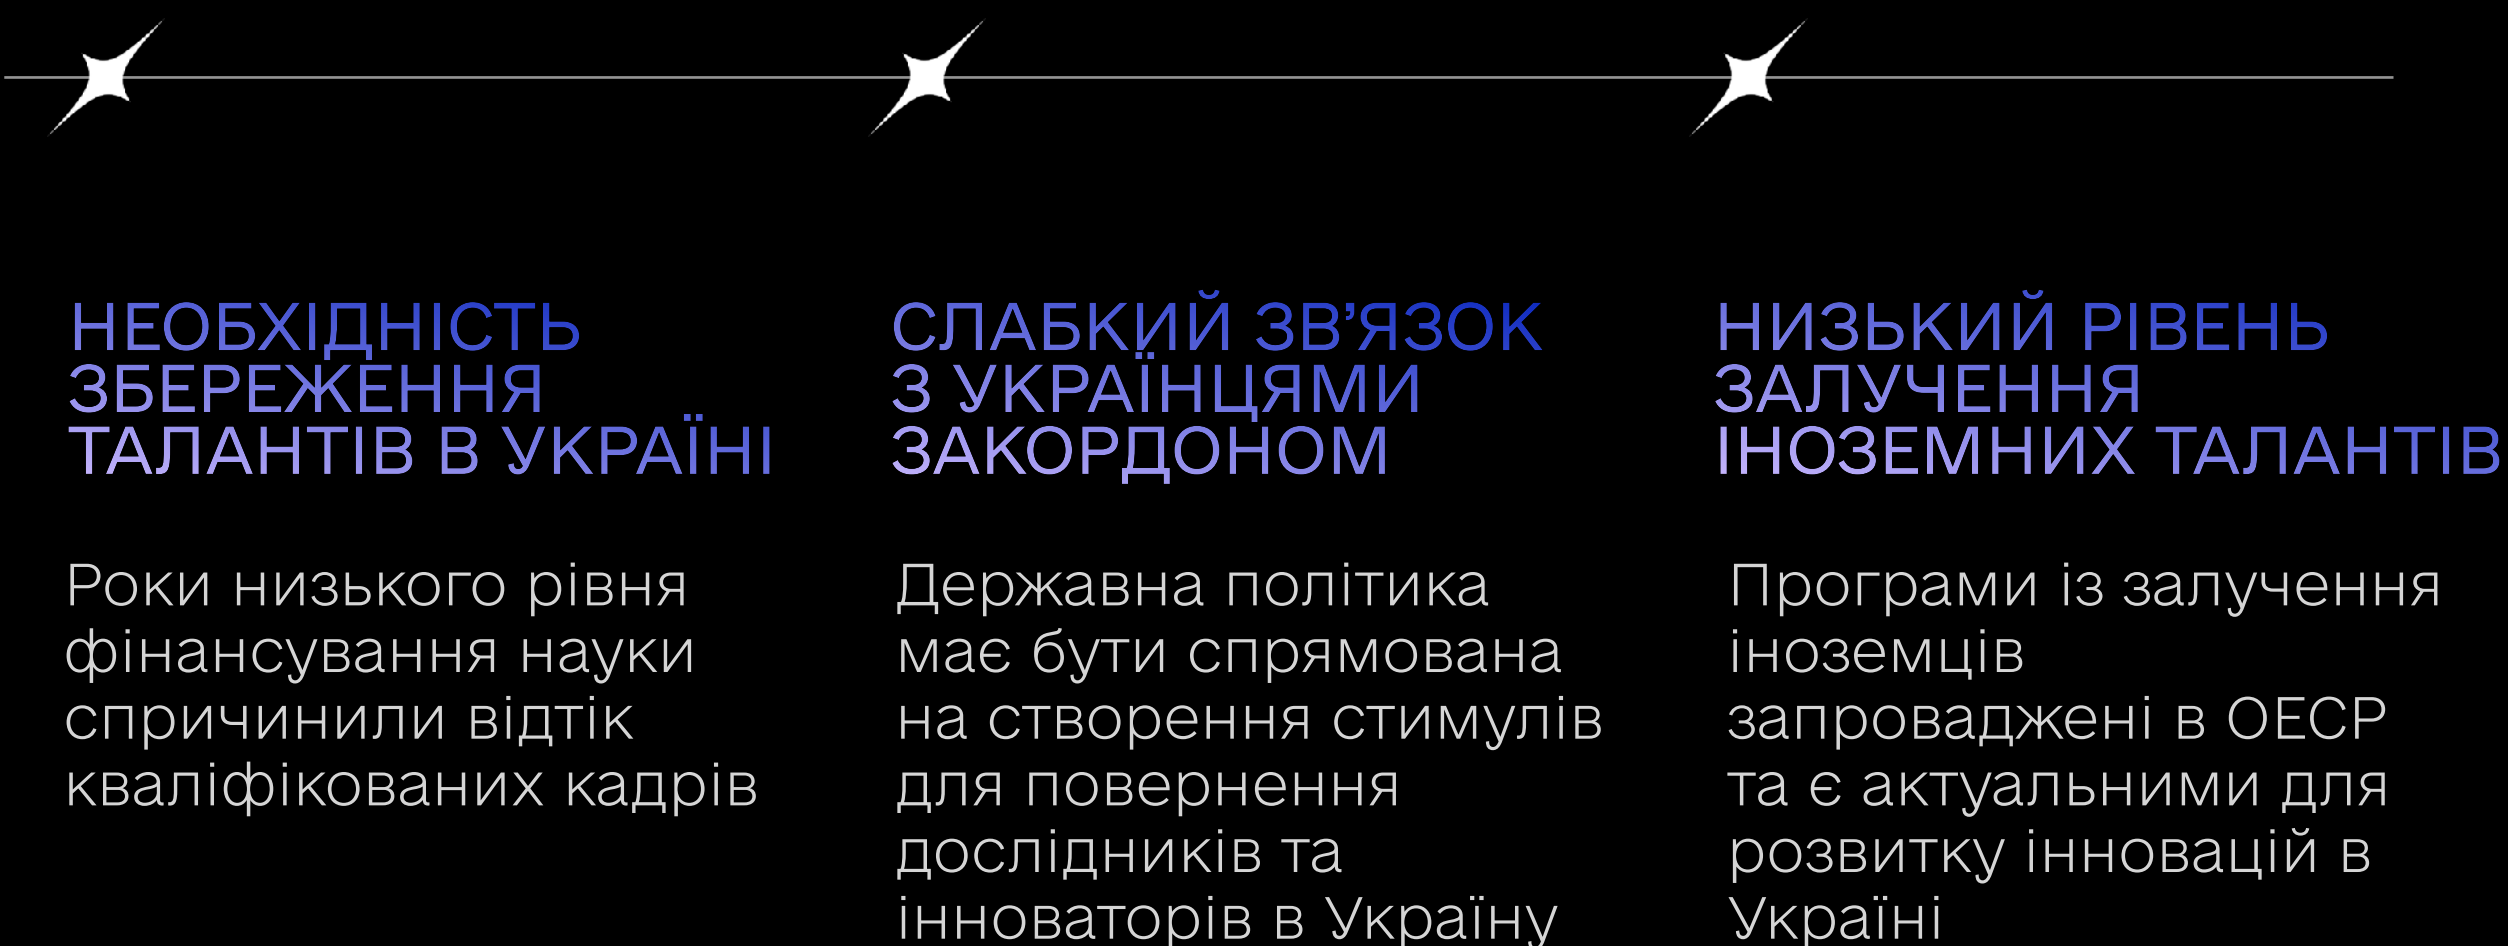 НЕОБХІДНІСТЬ
ЗБЕРЕЖЕННЯ
ТАЛАНТІВ В УКРАЇНІ
Роки низького рівня
фінансування науки
спричинили відтік
кваліфікованих кадрів
СЛАБКИЙ ЗВ’ЯЗОК
З УКРАЇНЦЯМИ
ЗАКОРДОНОМ
Державна політика
має бути спрямована
на створення стимулів
для повернення
дослідників та
інноваторів в Україну
НИЗЬКИЙ РІВЕНЬ
ЗАЛУЧЕННЯ
ІНОЗЕМНИХ ТАЛАНТІВ
Програми із залучення
іноземців
запроваджені в ОЕСР
та є актуальними для
розвитку інновацій в
Україні